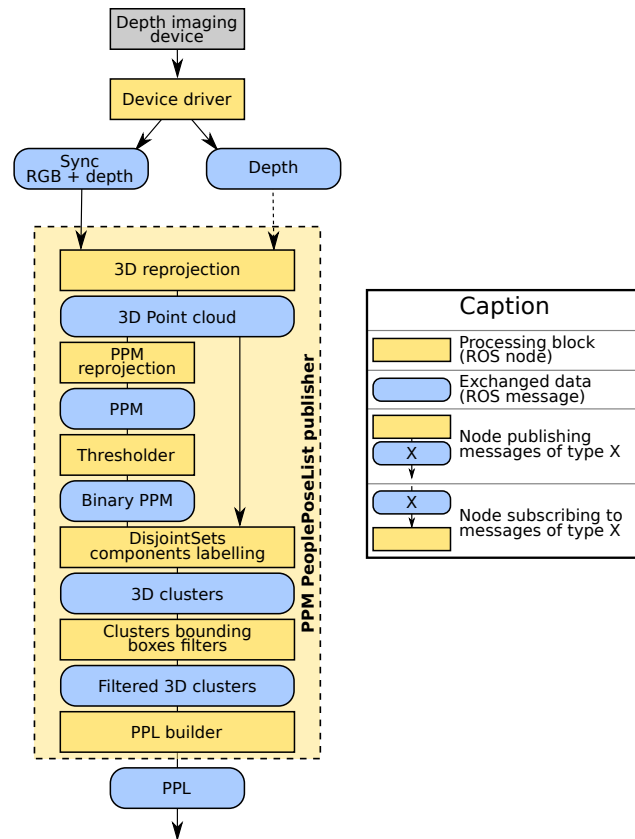 Depth imaging
device
Device driver
Sync
RGB + depth
Depth
3D reprojection
3D Point cloud
PPM
reprojection
PPM
Thresholder
Binary PPM
DisjointSets
components labelling
3D clusters
Clusters bounding
boxes filters
Filtered 3D clusters
PPL builder
PPM PeoplePoseList publisher
PPL
Caption
Processing block
(ROS node)
Exchanged data
(ROS message)
X
Node publishing
messages of type X
X
Node subscribing to
messages of type X